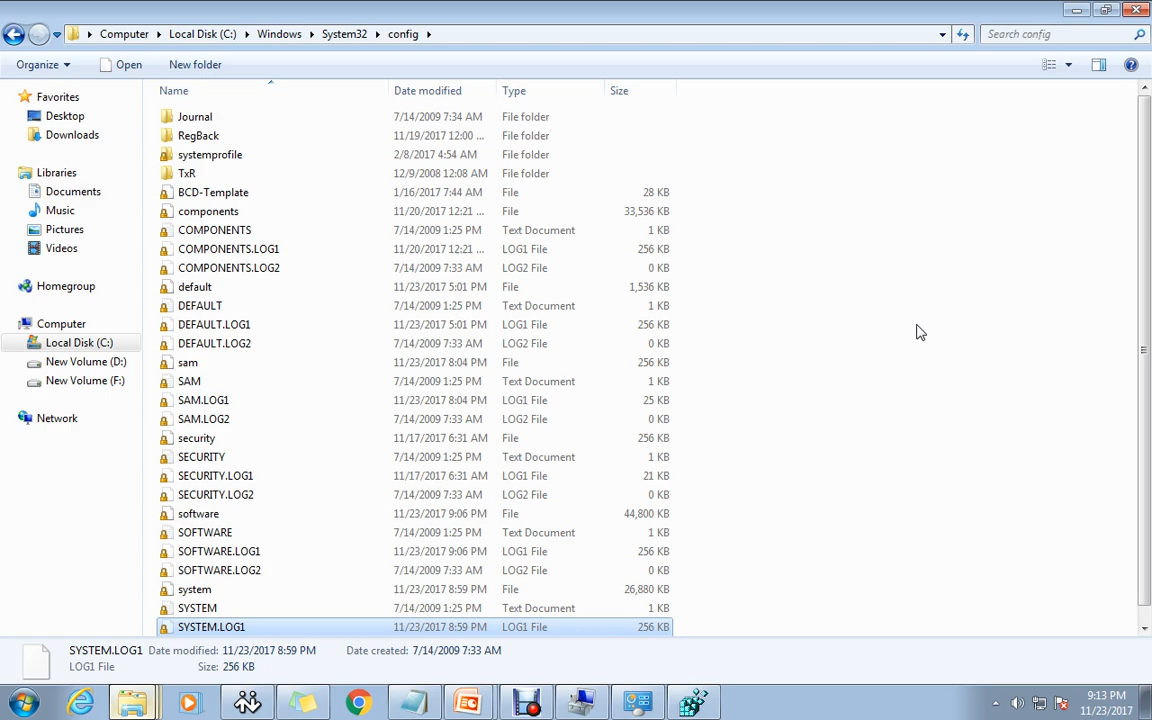 Computer Local Disk (C:) Windows System32 config Search config
Organize Open New folder
Name Date modified Type Size
Favorites
Desktop
Downloads
Libraries
Documents
Music
Pictures
Videos
Homegroup
Computer
Local Disk (C:)
New Volume (D:)
New Volume (F:)
Network
Journal 7/14/2009 7:34 AM File folder
RegBack 11/19/2017 12:00 ... File folder
systemprofile 2/8/2017 4:54 AM File folder
TxR 12/9/2008 12:08 AM File folder
BCD-Template 1/16/2017 7:44 AM File 28 KB
components 11/20/2017 12:21 ... File 33,536 KB
COMPONENTS 7/14/2009 1:25 PM Text Document 1 KB
COMPONENTS.LOG1 11/20/2017 12:21 ... LOG1 File 256 KB
COMPONENTS.LOG2 7/14/2009 7:33 AM LOG2 File 0 KB
default 11/23/2017 5:01 PM File 1,536 KB
DEFAULT 7/14/2009 1:25 PM Text Document 1 KB
DEFAULT.LOG1 11/23/2017 5:01 PM LOG1 File 256 KB
DEFAULT.LOG2 7/14/2009 7:33 AM LOG2 File 0 KB
sam 11/23/2017 8:04 PM File 256 KB
SAM 7/14/2009 1:25 PM Text Document 1 KB
SAM.LOG1 11/23/2017 8:04 PM LOG1 File 25 KB
SAM.LOG2 7/14/2009 7:33 AM LOG2 File 0 KB
security 11/17/2017 6:31 AM File 256 KB
SECURITY 7/14/2009 1:25 PM Text Document 1 KB
SECURITY.LOG1 11/17/2017 6:31 AM LOG1 File 21 KB
SECURITY.LOG2 7/14/2009 7:33 AM LOG2 File 0 KB
software 11/23/2017 9:06 PM File 44,800 KB
SOFTWARE 7/14/2009 1:25 PM Text Document 1 KB
SOFTWARE.LOG1 11/23/2017 9:06 PM LOG1 File 256 KB
SOFTWARE.LOG2 7/14/2009 7:33 AM LOG2 File 0 KB
system 11/23/2017 8:59 PM File 26,880 KB
SYSTEM 7/14/2009 1:25 PM Text Document 1 KB
SYSTEM.LOG1 11/23/2017 8:59 PM LOG1 File 256 KB
SYSTEM.LOG1 Date modified: 11/23/2017 8:59 PM Date created: 7/14/2009 7:33 AM
LOG1 File Size: 256 KB
9:13 PM
11/23/2017